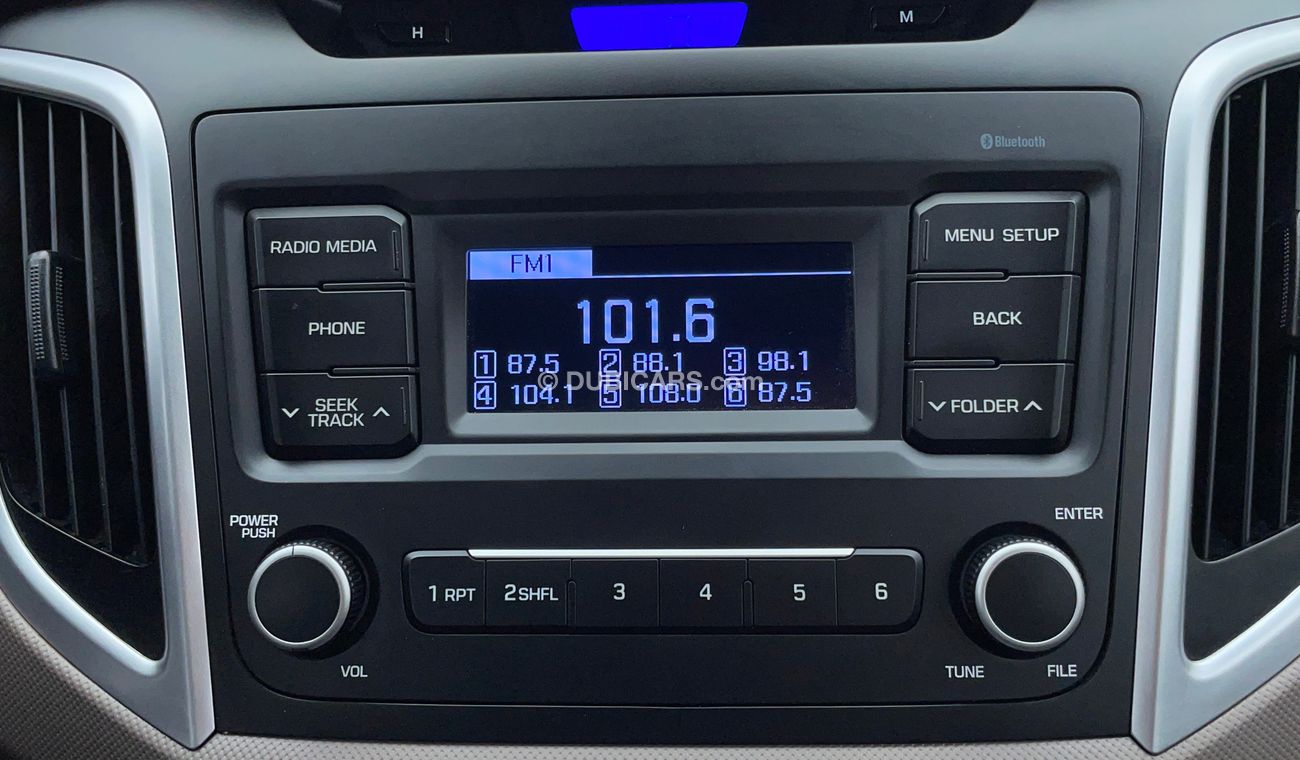 H
M
Bluetooth
RADIO MEDIA
MENU SETUP
FM1
101.6
PHONE
BACK
1 87.5 2 88.1 3 98.1
© DUBICARS.com
4 104.1 5 108.0 6 87.5
SEEK
TRACK
FOLDER
POWER
PUSH
ENTER
1 RPT 2 SHFL 3 4 5 6
VOL
TUNE FILE